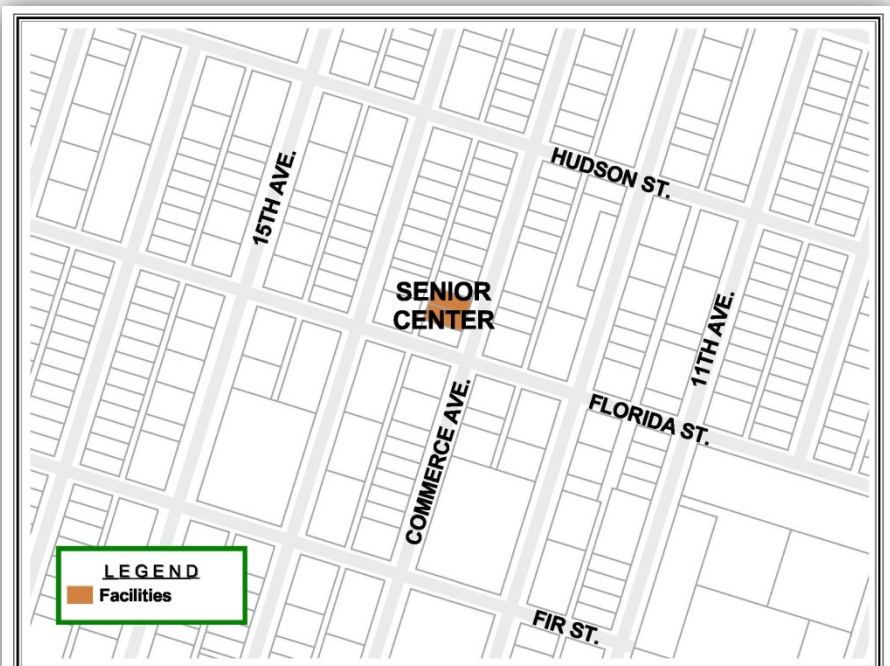 HUDSON ST.
15TH AVE.
SENIOR
CENTER
11TH AVE.
FLORIDA ST.
COMMERCE AVE.
LEGEND
Facilities
FIR ST.